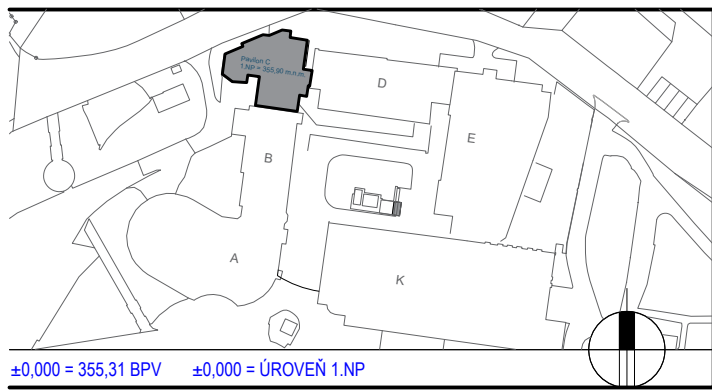 Pavilon C
1.NP = 355,90 m.n.m.
D
E
B
A
K
±0,000 = 355,31 BPV ±0,000 = ÚROVEŇ 1.NP